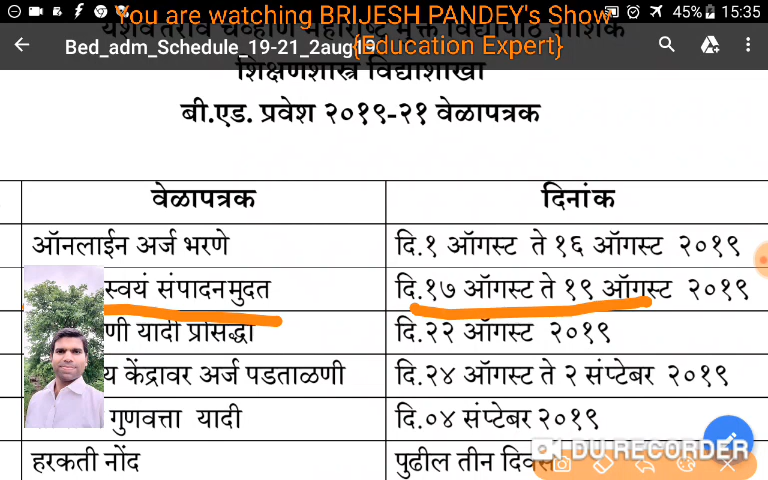 45% 15:35
You are watching BRIJESH PANDEY's Show
{Education Expert}
Bed_adm_Schedule_19-21_2aug19
शिक्षणशास्त्र विद्याशाखा
बी.एड. प्रवेश २०१९-२१ वेळापत्रक
वेळापत्रक दिनांक
ऑनलाईन अर्ज भरणे दि.१ ऑगस्ट ते १६ ऑगस्ट २०१९
स्वयं संपादनमुदत दि.१७ ऑगस्ट ते १९ ऑगस्ट २०१९
णी यादी प्रसिद्धी दि.२२ ऑगस्ट २०१९
य केंद्रावर अर्ज पडताळणी दि.२४ ऑगस्ट ते २ संप्टेबर २०१९
गुणवत्ता यादी दि.०४ संप्टेबर २०१९
हरकती नोंद पुढील तीन दिवस
DU RECORDER